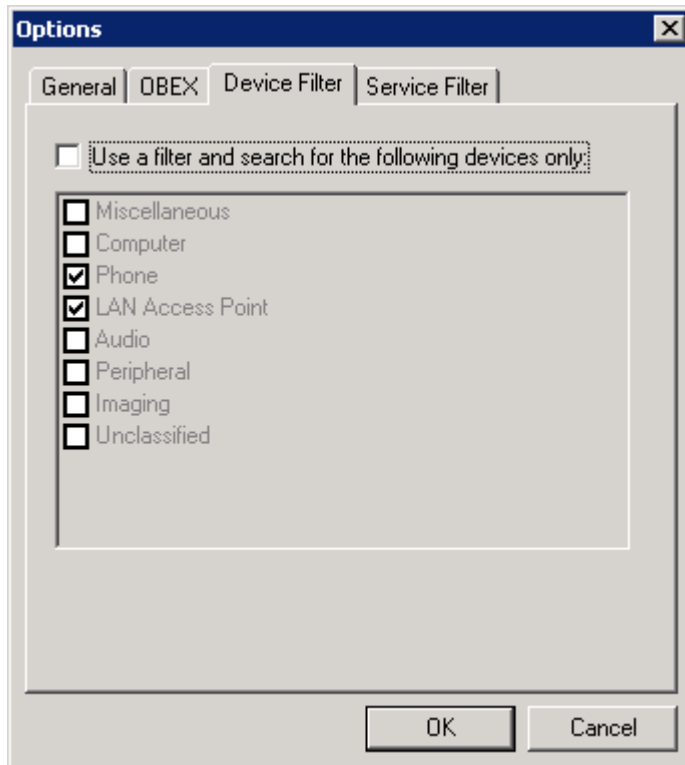 Options
General OBEX Device Filter Service Filter
Use a filter and search for the following devices only:
Miscellaneous
Computer
Phone
LAN Access Point
Audio
Peripheral
Imaging
Unclassified
OK Cancel